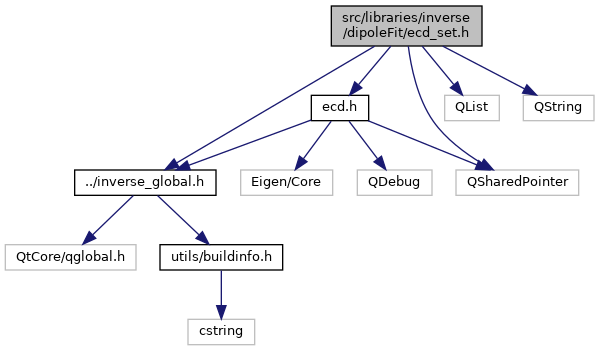 src/libraries/inverse
/dipoleFit/ecd_set.h
ecd.h
QList
QString
../inverse_global.h
Eigen/Core
QDebug
QSharedPointer
QtCore/qglobal.h
utils/buildinfo.h
cstring